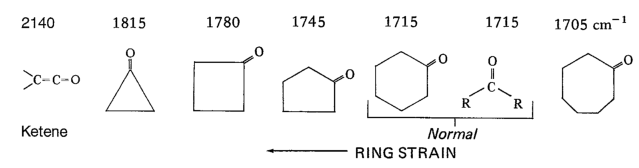 2140 1815 1780 1745 1715 1715 1705 cm⁻¹
O O O O O O
C=C=O
R C R
Ketene
Normal
RING STRAIN